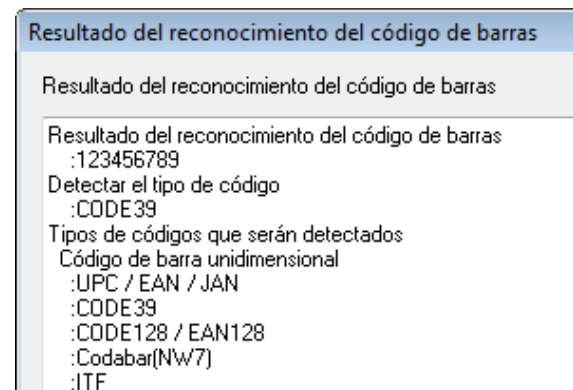 Resultado del reconocimiento del código de barras
Resultado del reconocimiento del código de barras
Resultado del reconocimiento del código de barras
:123456789
Detectar el tipo de código
:CODE39
Tipos de códigos que serán detectados
Código de barra unidimensional
:UPC / EAN / JAN
:CODE39
:CODE128 / EAN128
:Codabar(NW7)
:ITF